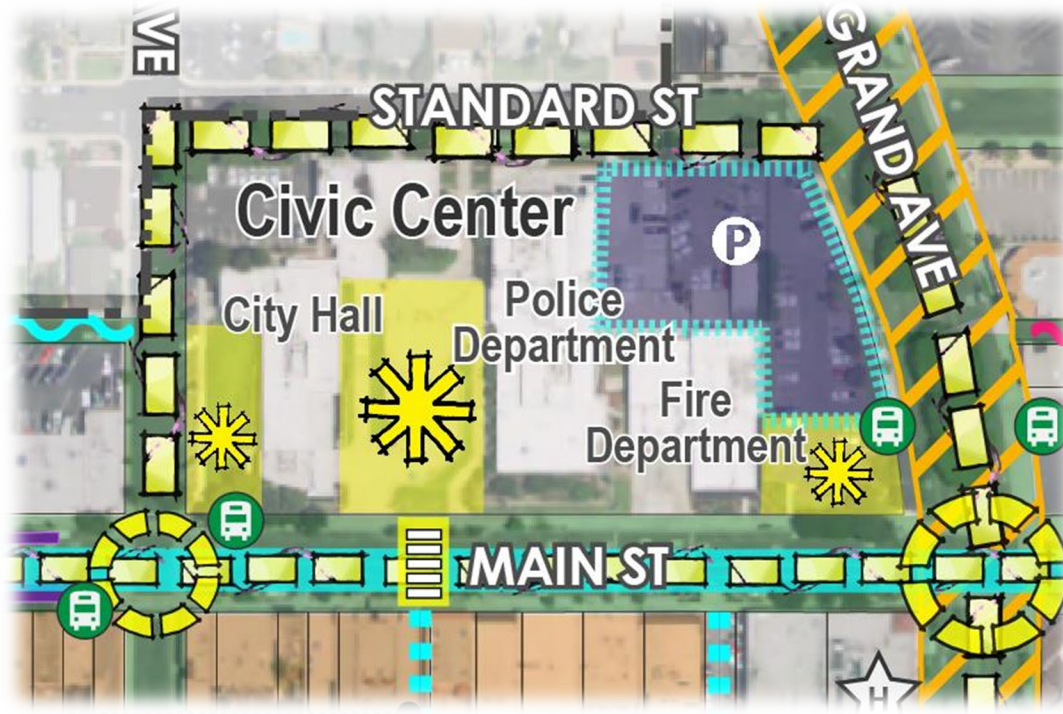 AVE
STANDARD ST
GRAND AVE
Civic Center
P
City Hall
Police
Department
Fire
Department
MAIN ST
H